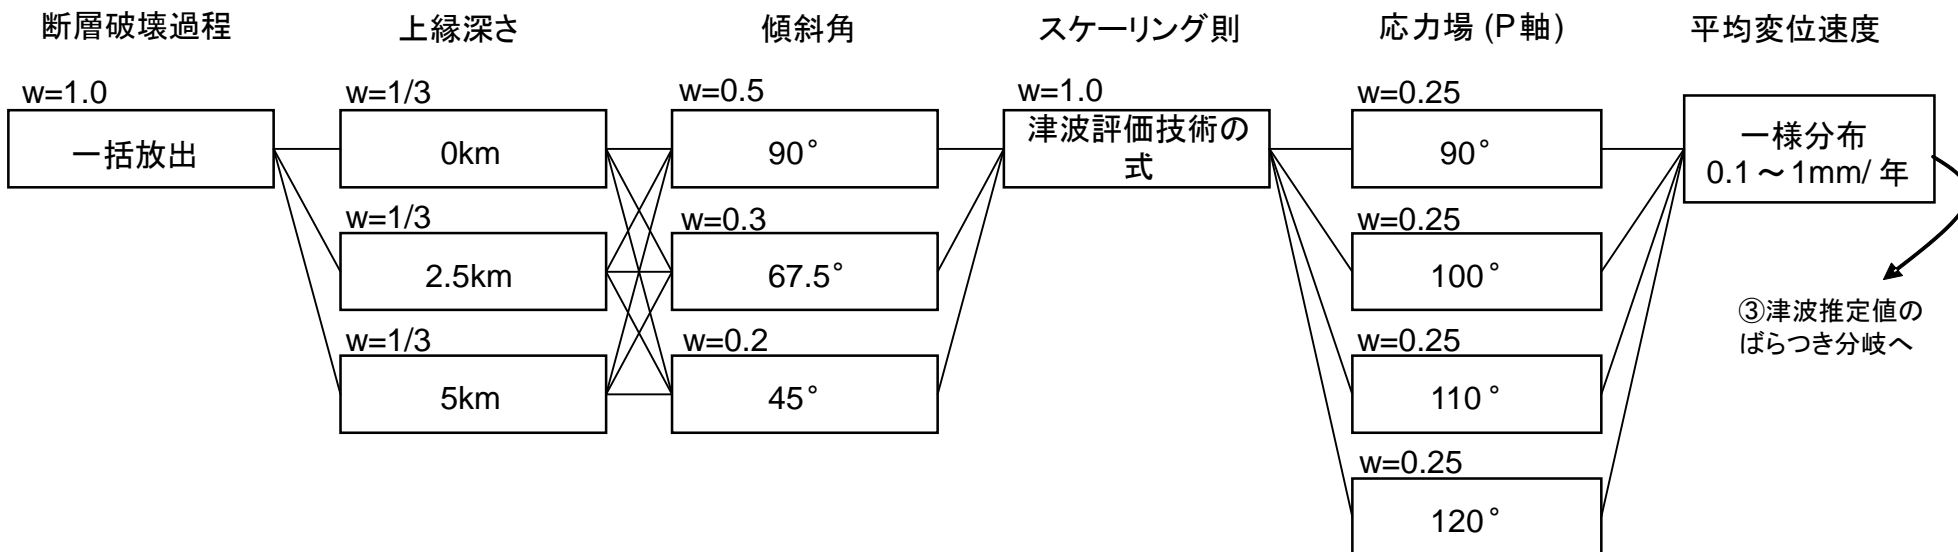 断層破壊過程
上縁深さ
傾斜角
スケーリング則
応力場 (P 軸)
平均変位速度
w=1.0
一括放出
w=1/3
0km
w=1/3
2.5km
w=1/3
5km
w=0.5
90°
w=0.3
67.5°
w=0.2
45°
w=1.0
津波評価技術の
式
w=0.25
90°
w=0.25
100°
w=0.25
110°
w=0.25
120°
一様分布
0.1～1mm/ 年
③津波推定値の
ばらつき分岐へ